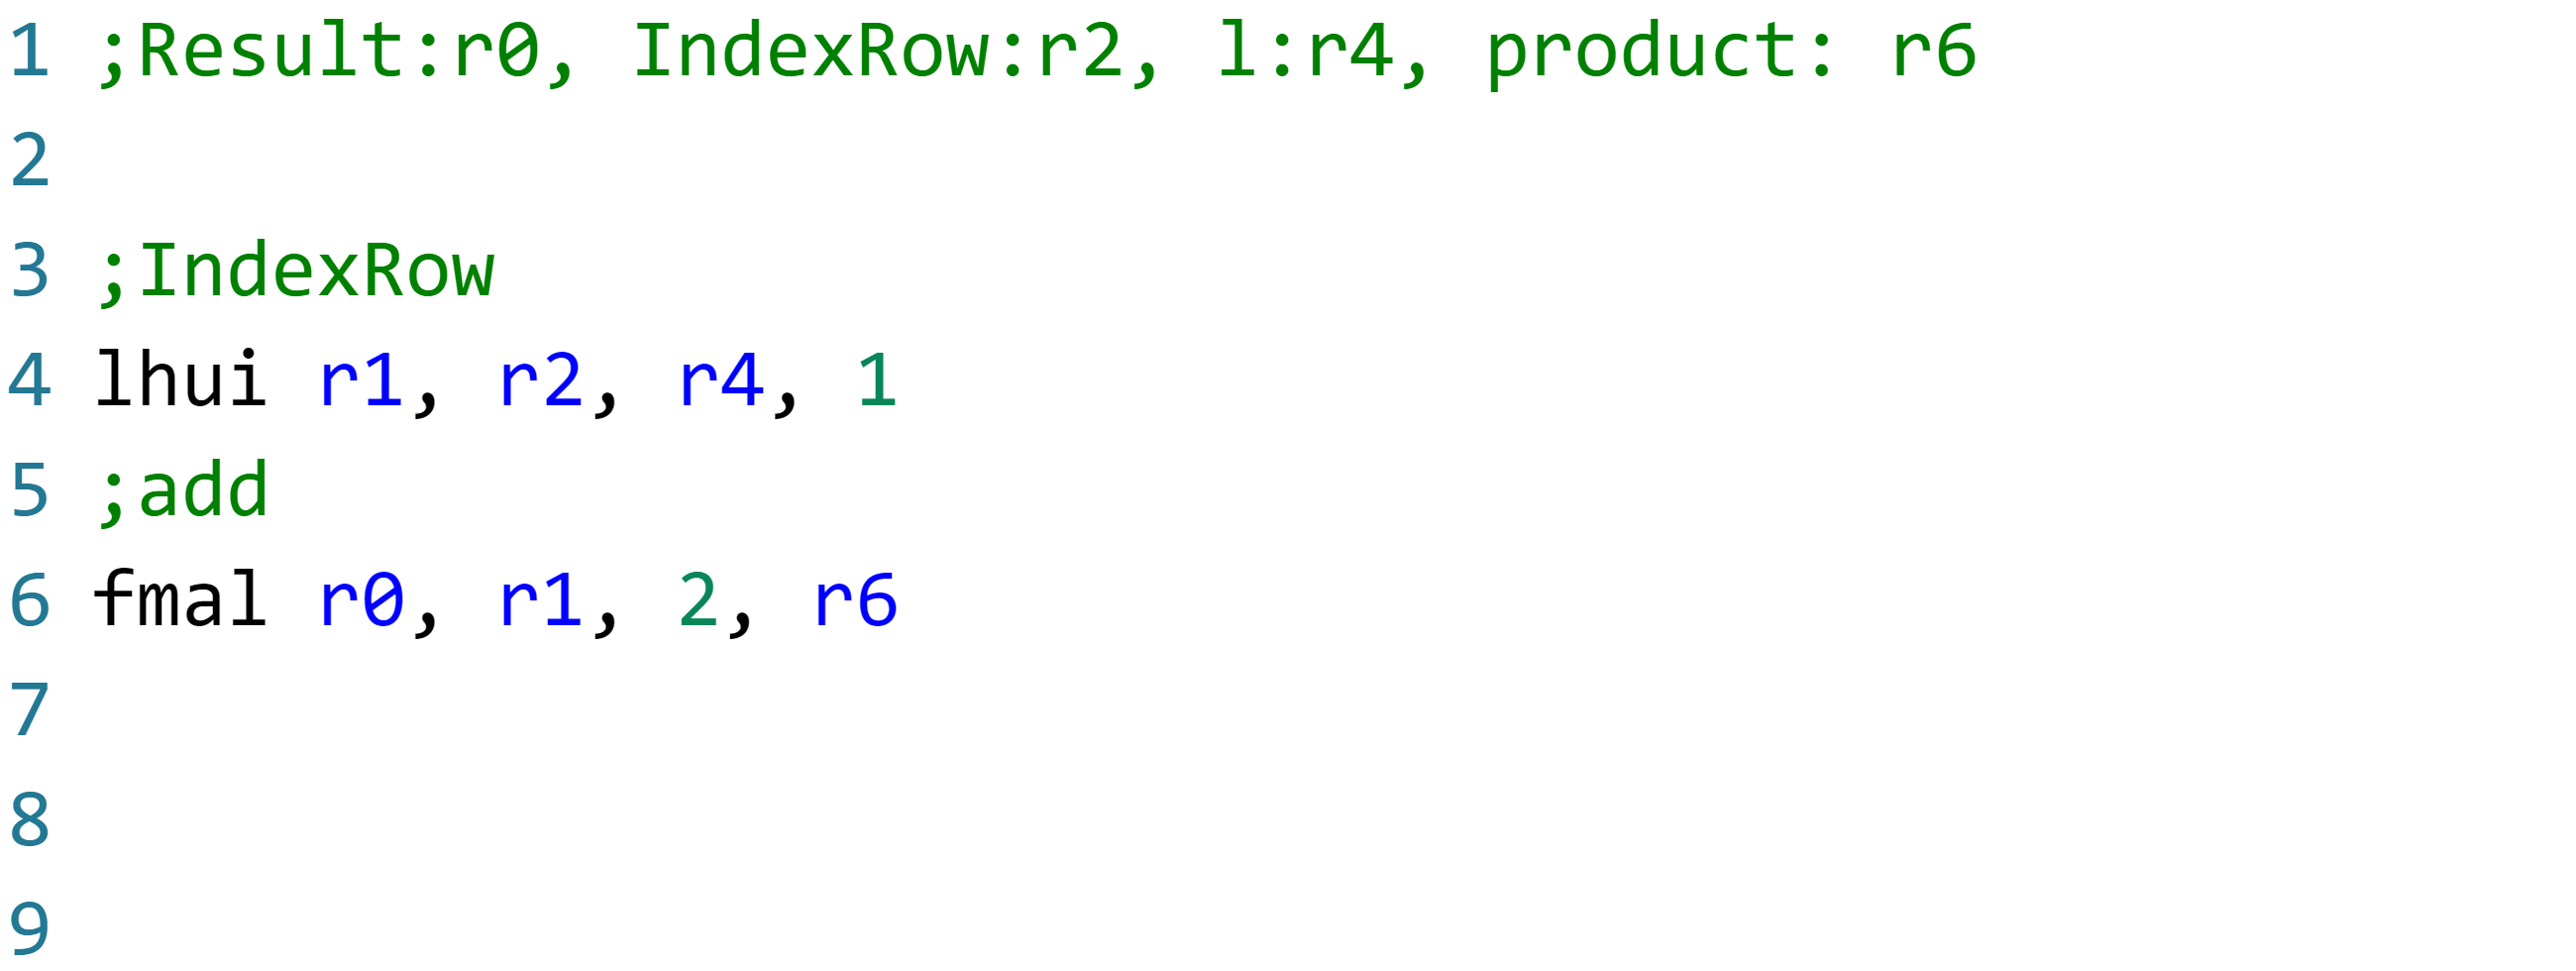 1 ;Result:r0, IndexRow:r2, l:r4, product: r6
2
3 ;IndexRow
4 lhui r1, r2, r4, 1
5 ;add
6 fmal r0, r1, 2, r6
7
8
9